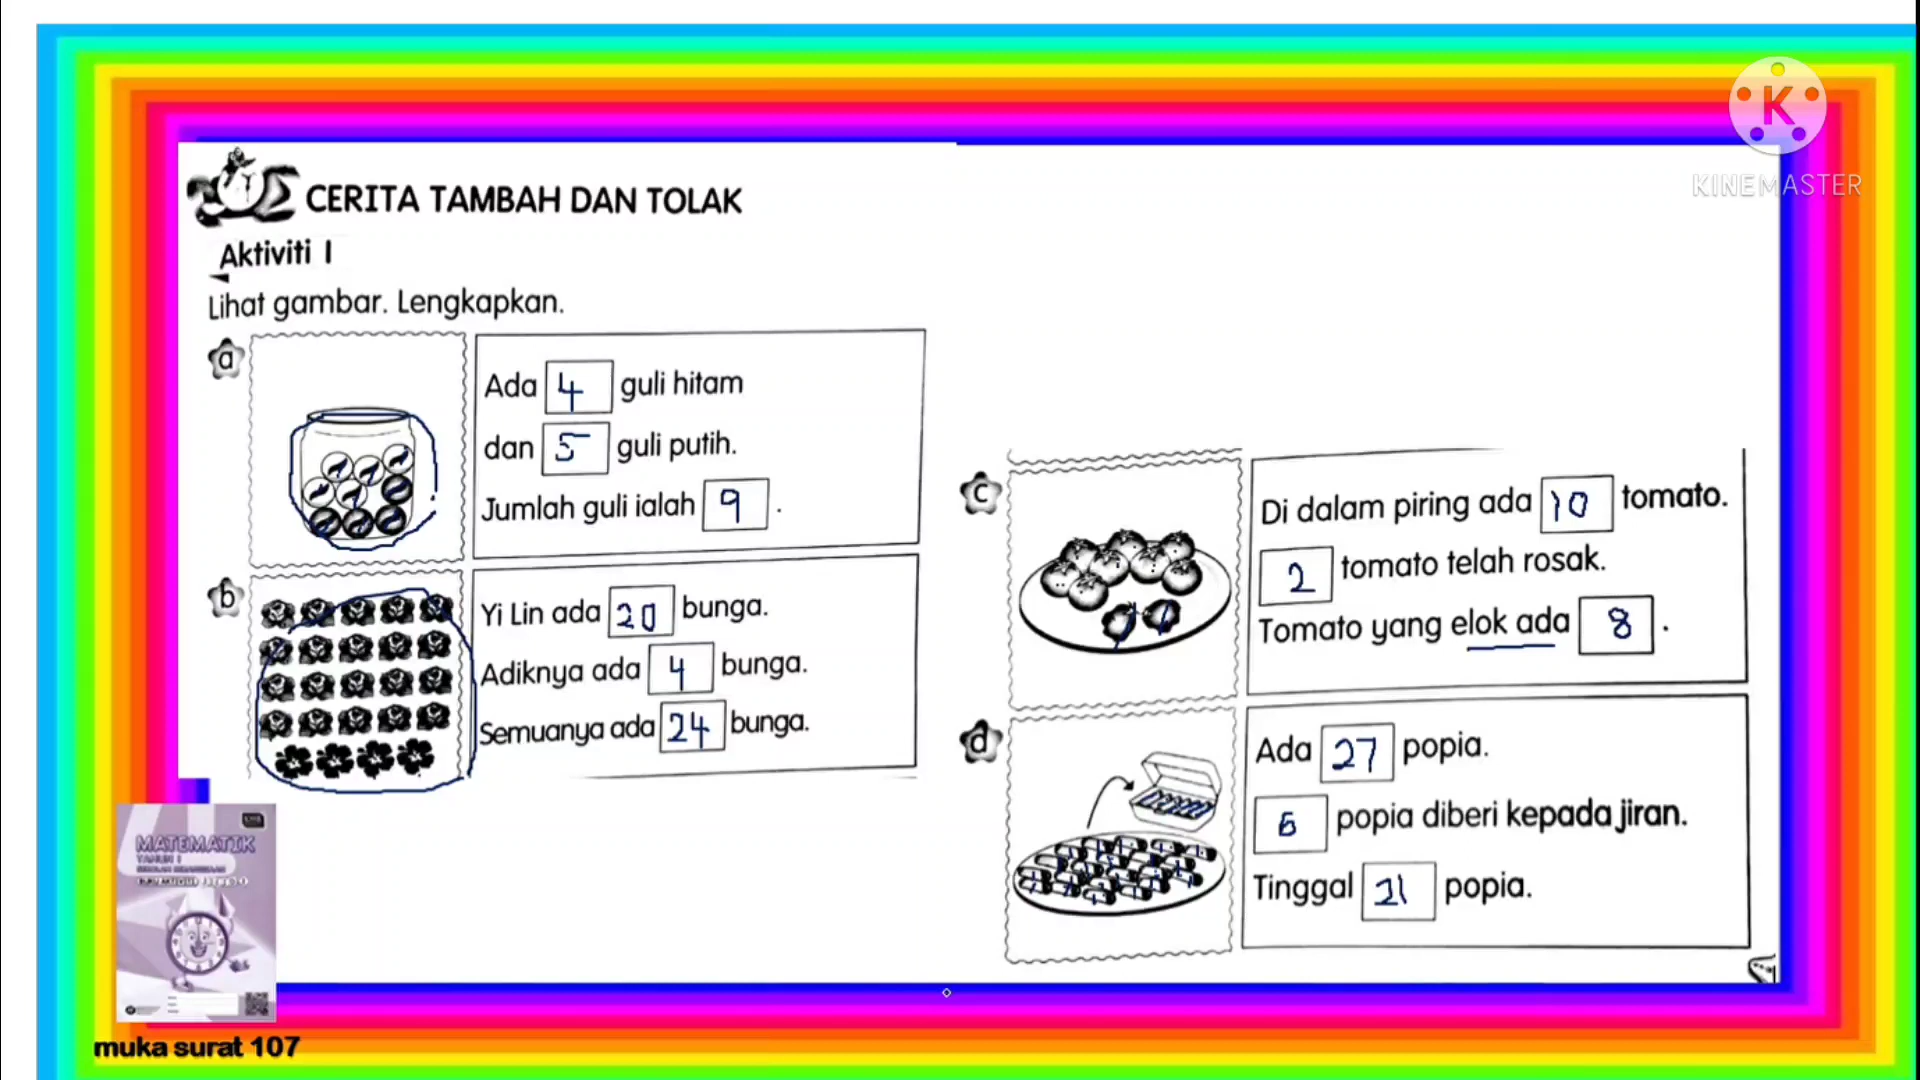 K
KINEMASTER
CERITA TAMBAH DAN TOLAK
Aktiviti 1
Lihat gambar. Lengkapkan.
a
Ada 4 guli hitam
dan 5 guli putih.
Jumlah guli ialah 9.
b
Yi Lin ada 20 bunga.
Adiknya ada 4 bunga.
Semuanya ada 24 bunga.
c
Di dalam piring ada 10 tomato.
2 tomato telah rosak.
Tomato yang elok ada 8.
d
Ada 27 popia.
6 popia diberi kepada jiran.
Tinggal 21 popia.
MATEMATIK
TAHUN 1
muka surat 107